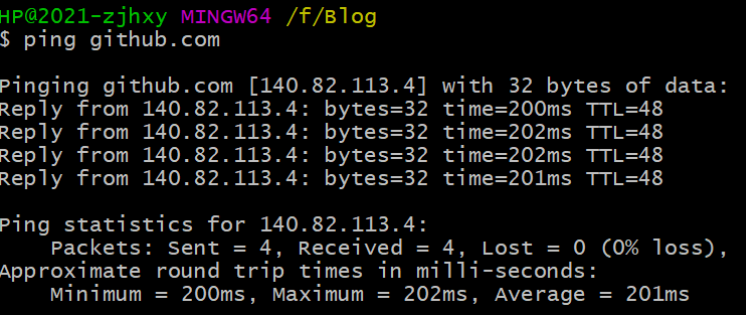 HP@2021-zjhxy MINGW64 /f/Blog
$ ping github.com
Pinging github.com [140.82.113.4] with 32 bytes of data:
Reply from 140.82.113.4: bytes=32 time=200ms TTL=48
Reply from 140.82.113.4: bytes=32 time=202ms TTL=48
Reply from 140.82.113.4: bytes=32 time=202ms TTL=48
Reply from 140.82.113.4: bytes=32 time=201ms TTL=48
Ping statistics for 140.82.113.4:
    Packets: Sent = 4, Received = 4, Lost = 0 (0% loss),
Approximate round trip times in milli-seconds:
    Minimum = 200ms, Maximum = 202ms, Average = 201ms